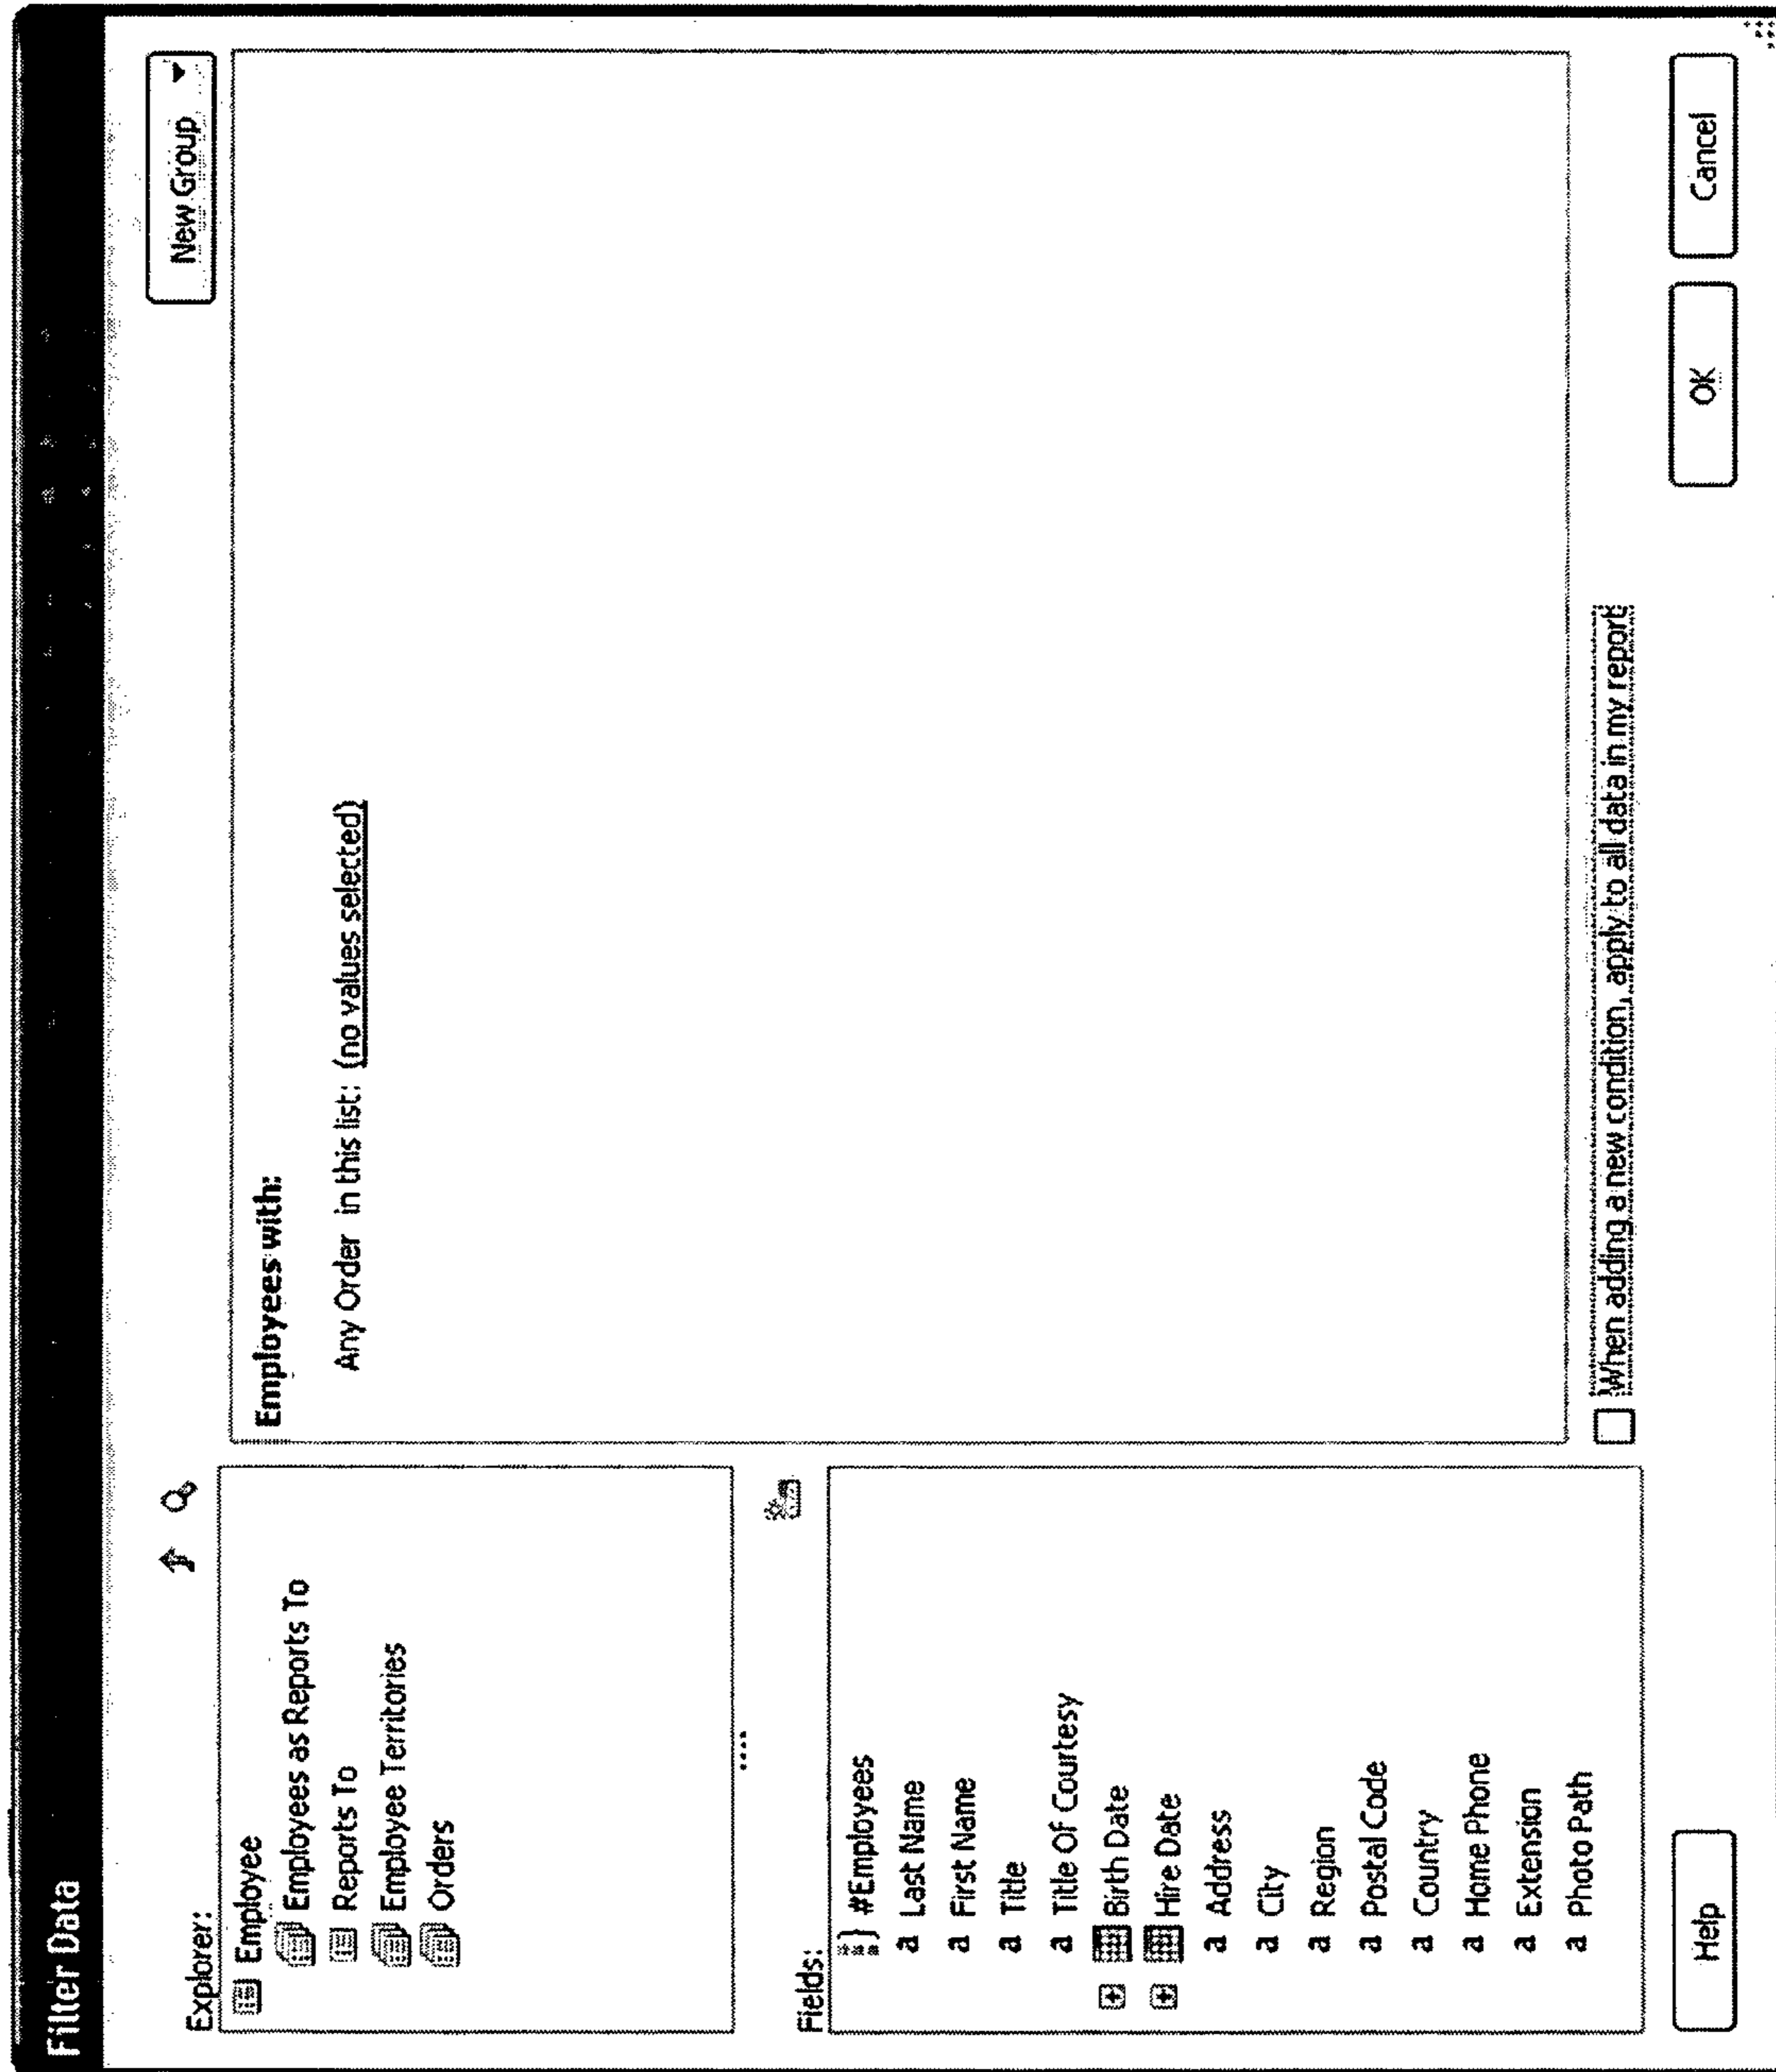 Filter Data
Explorer:
Employee
Employees as Reports To
Reports To
Employee Territories
Orders
Fields:
#Employees
a Last Name
a First Name
a Title
a Title Of Courtesy
Birth Date
Hire Date
a Address
a City
a Region
a Postal Code
a Country
a Home Phone
a Extension
a Photo Path
New Group
Employees with:
Any Order in this list: (no values selected)
When adding a new condition, apply to all data in my report
Help
OK
Cancel